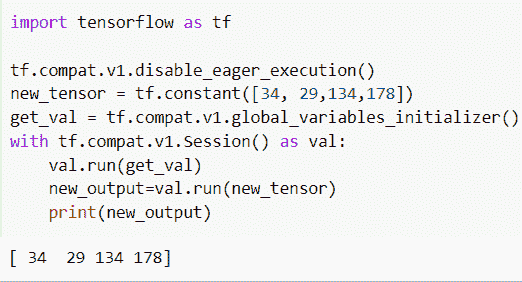 import tensorflow as tf
tf.compat.v1.disable_eager_execution()
new_tensor = tf.constant([34, 29,134,178])
get_val = tf.compat.v1.global_variables_initializer()
with tf.compat.v1.Session() as val:
    val.run(get_val)
    new_output=val.run(new_tensor)
    print(new_output)
[ 34  29 134 178]